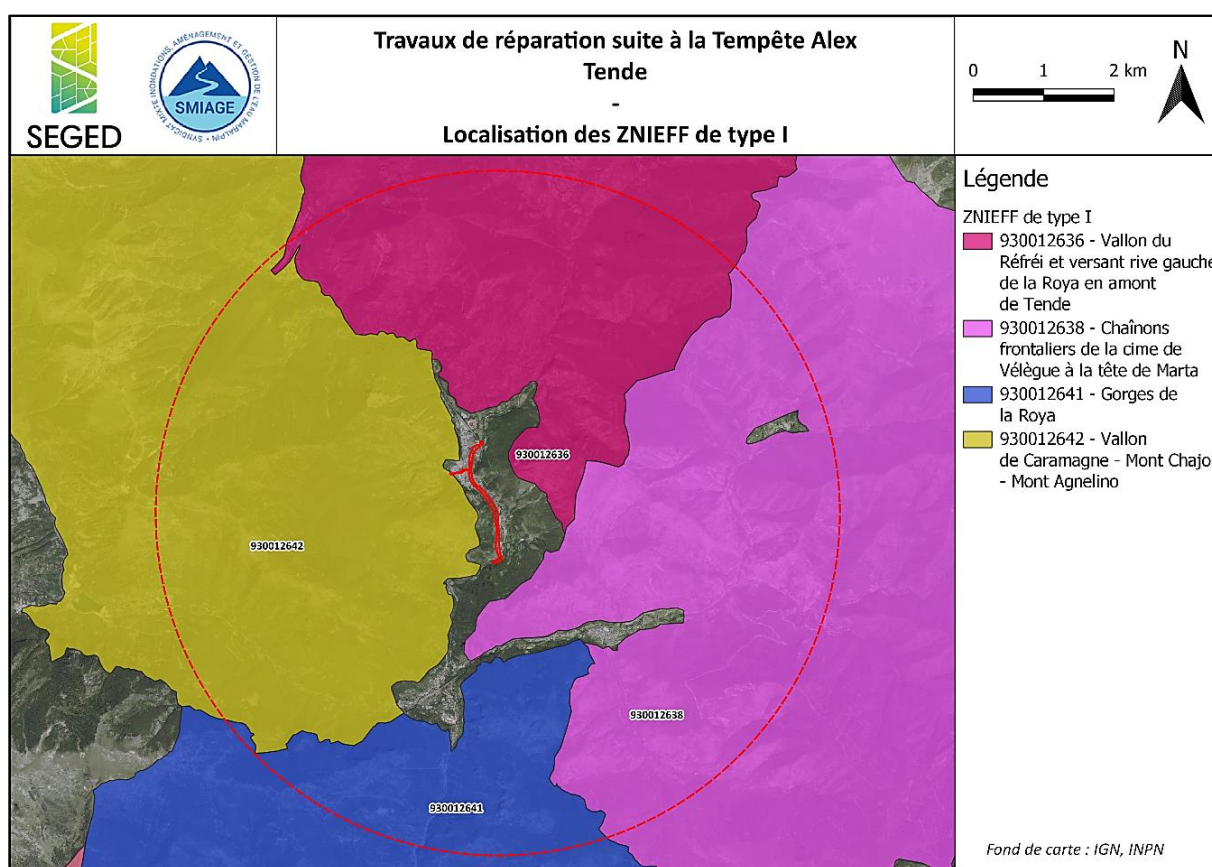 SEGED
SYNDICAT MIXTE INONDATIONS, AMÉNAGEMENT ET GESTION DE L'EAU MARALPIN
SMIAGE
Travaux de réparation suite à la Tempête Alex
Tende
-
Localisation des ZNIEFF de type I
0 1 2 km
N
Légende
ZNIEFF de type I
930012636 - Vallon du
Réfréi et versant rive gauche
de la Roya en amont
de Tende
930012638 - Chaînons
frontaliers de la cime de
Vélègue à la tête de Marta
930012641 - Gorges de
la Roya
930012642 - Vallon
de Caramagne - Mont Chajo
- Mont Agnelino
930012636
930012642
930012638
930012641
Fond de carte : IGN, INPN